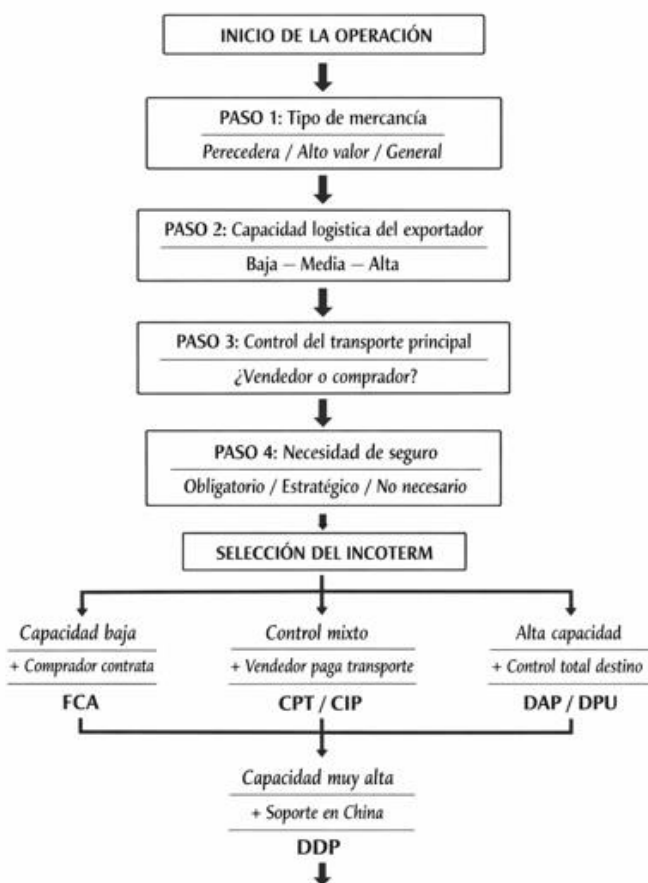 INICIO DE LA OPERACIÓN
PASO 1: Tipo de mercancía
Perecedera / Alto valor / General
PASO 2: Capacidad logistica del exportador
Baja — Media — Alta
PASO 3: Control del transporte principal
¿Vendedor o comprador?
PASO 4: Necesidad de seguro
Obligatorio / Estratégico / No necesario
SELECCIÓN DEL INCOTERM
Capacidad baja
+ Comprador contrata
FCA
Control mixto
+ Vendedor paga transporte
CPT / CIP
Alta capacidad
+ Control total destino
DAP / DPU
Capacidad muy alta
+ Soporte en China
DDP